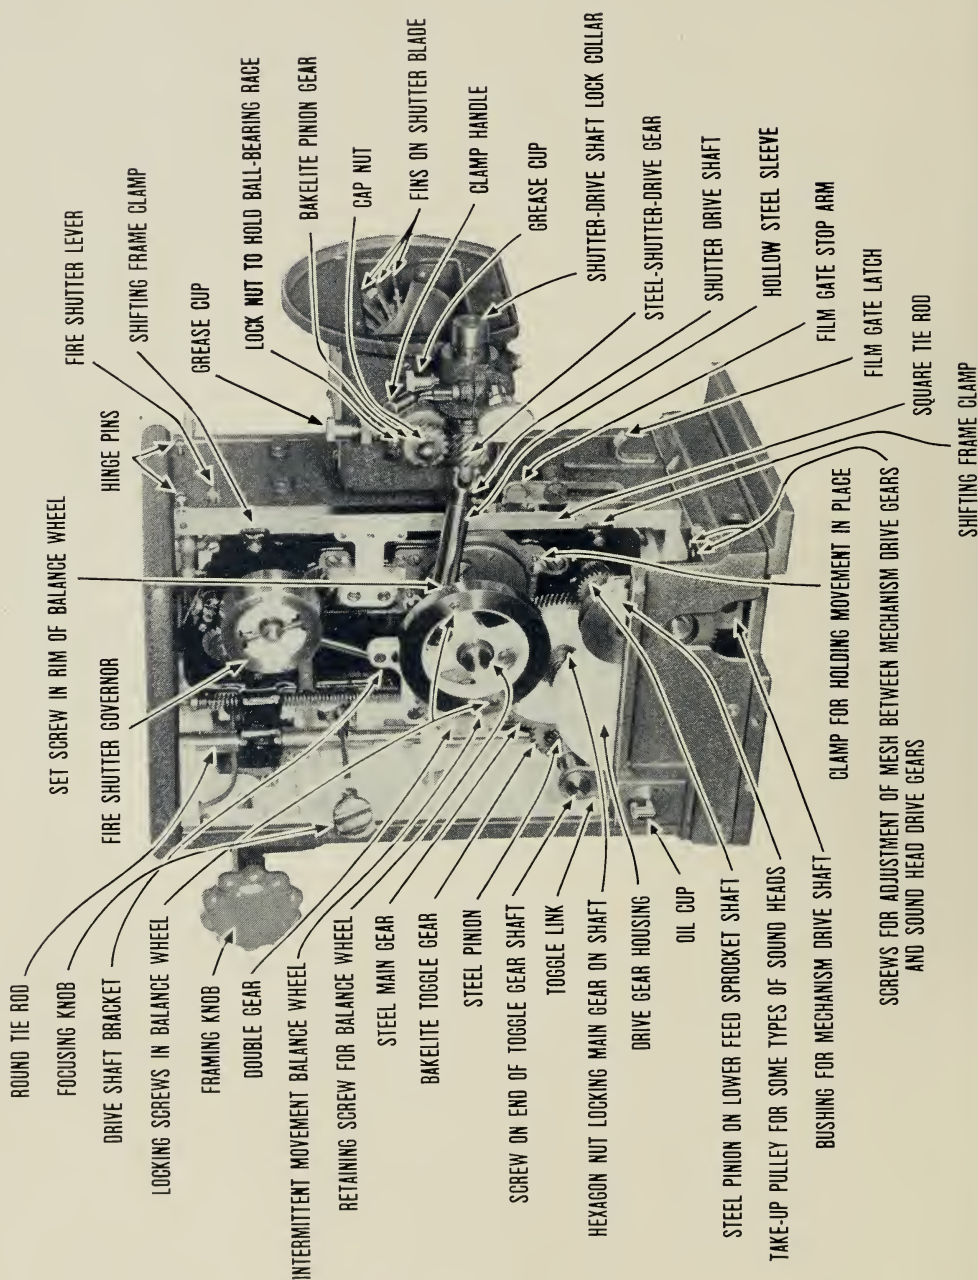 ROUND TIE ROD
FOCUSING KNOB
DRIVE SHAFT BRACKET
LOCKING SCREWS IN BALANCE WHEEL
FRAMING KNOB
DOUBLE GEAR
INTERMITTENT MOVEMENT BALANCE WHEEL
RETAINING SCREW FOR BALANCE WHEEL
STEEL MAIN GEAR
BAKELITE TOGGLE GEAR
STEEL PINION
SCREW ON END OF TOGGLE GEAR SHAFT
TOGGLE LINK
HEXAGON NUT LOCKING MAIN GEAR ON SHAFT
DRIVE GEAR HOUSING
OIL CUP
STEEL PINION ON LOWER FEED SPROCKET SHAFT
TAKE-UP PULLEY FOR SOME TYPES OF SOUND HEADS
BUSHING FOR MECHANISM DRIVE SHAFT
CLAMP FOR HOLDING MOVEMENT IN PLACE
SCREWS FOR ADJUSTMENT OF MESH BETWEEN MECHANISM DRIVE GEARS
AND SOUND HEAD DRIVE GEARS
SET SCREW IN RIM OF BALANCE WHEEL
FIRE SHUTTER GOVERNOR
HINGE PINS
FIRE SHUTTER LEVER
SHIFTING FRAME CLAMP
GREASE CUP
LOCK NUT TO HOLD BALL-BEARING RACE
BAKELITE PINION GEAR
CAP NUT
FINS ON SHUTTER BLADE
CLAMP HANDLE
GREASE CUP
SHUTTER-DRIVE SHAFT LOCK COLLAR
STEEL-SHUTTER-DRIVE GEAR
SHUTTER DRIVE SHAFT
HOLLOW STEEL SLEEVE
FILM GATE STOP ARM
FILM GATE LATCH
SQUARE TIE ROD
SHIFTING FRAME CLAMP